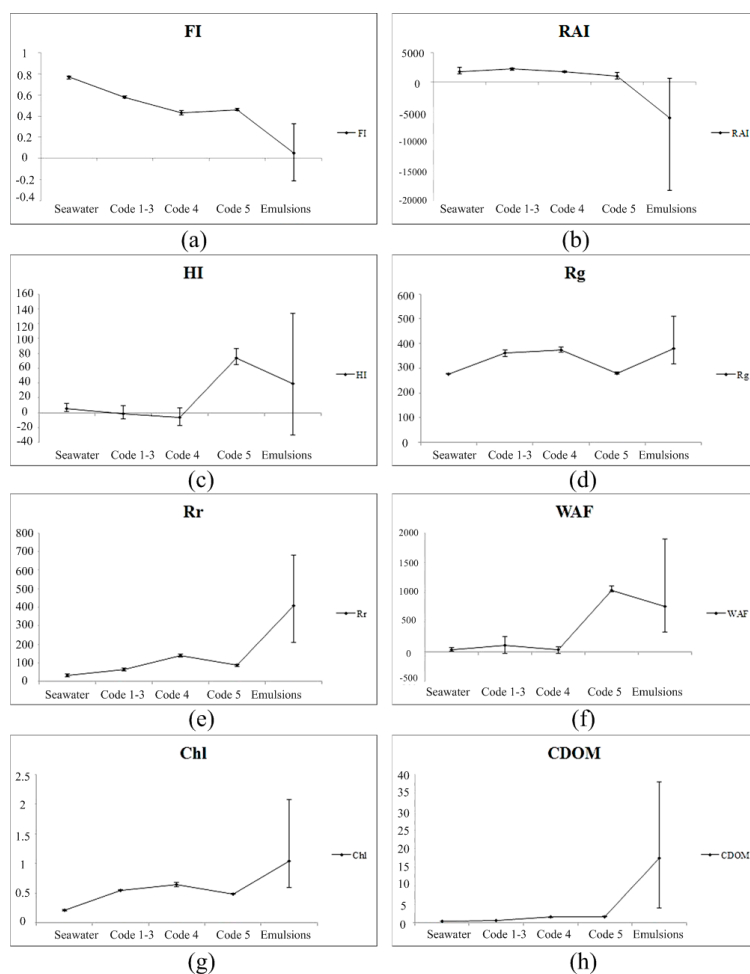 FI
1
0.8
0.6
0.4
0.2
0
-0.2
-0.4
Seawater Code 1-3 Code 4 Code 5 Emulsions
FI
(a)
RAI
5000
0
-5000
-10000
-15000
-20000
Seawater Code 1-3 Code 4 Code 5 Emulsions
RAI
(b)
HI
160
140
120
100
80
60
40
20
0
-20
-40
Seawater Code 1-3 Code 4 Code 5 Emulsions
HI
(c)
Rg
600
500
400
300
200
100
0
Seawater Code 1-3 Code 4 Code 5 Emulsions
Rg
(d)
Rr
800
700
600
500
400
300
200
100
0
Seawater Code 1-3 Code 4 Code 5 Emulsions
Rr
(e)
WAF
2000
1000
1000
500
0
-500
Seawater Code 1-3 Code 4 Code 5 Emulsions
WAF
(f)
Chl
2.5
2
1.5
1
0.5
0
Seawater Code 1-3 Code 4 Code 5 Emulsions
Chl
(g)
CDOM
40
35
30
25
20
15
10
5
0
Seawater Code 1-3 Code 4 Code 5 Emulsions
CDOM
(h)